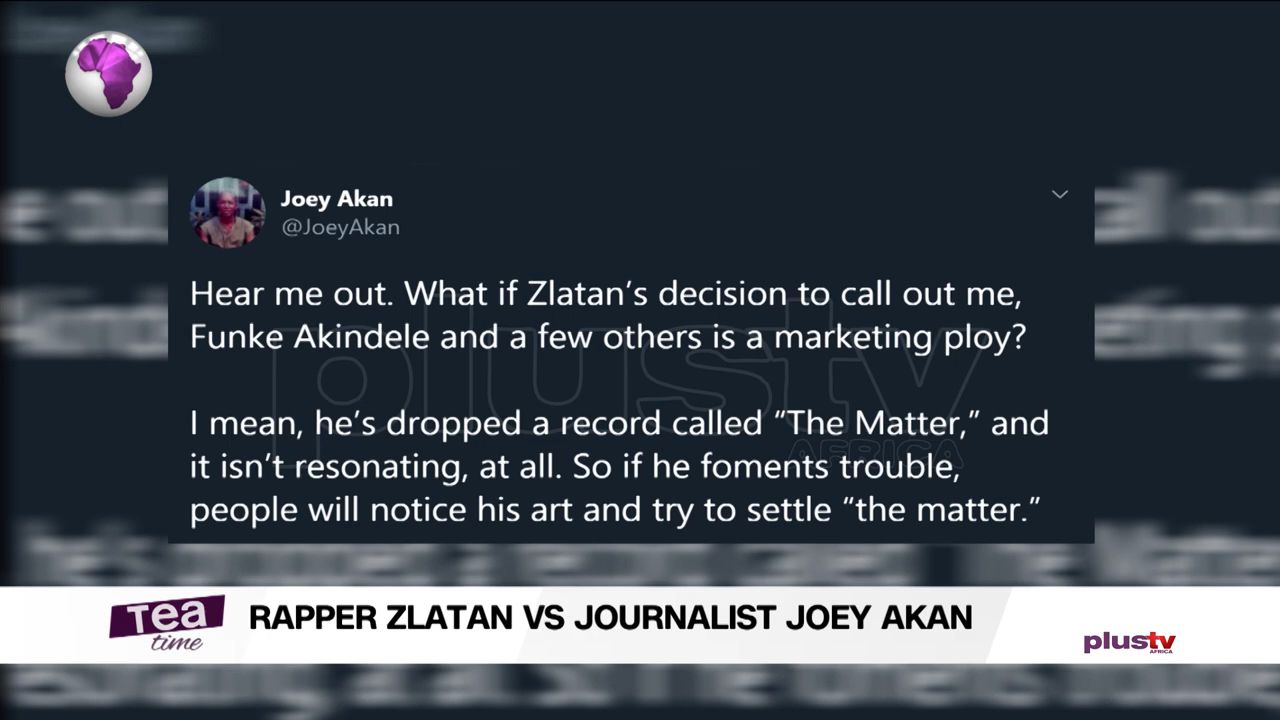 Joey Akan
@JoeyAkan
Hear me out. What if Zlatan’s decision to call out me,
Funke Akindele and a few others is a marketing ploy?
I mean, he’s dropped a record called “The Matter,” and
it isn’t resonating, at all. So if he foments trouble,
people will notice his art and try to settle “the matter.”
plustv
AFRICA
Tea
time
RAPPER ZLATAN VS JOURNALIST JOEY AKAN
plustv
AFRICA